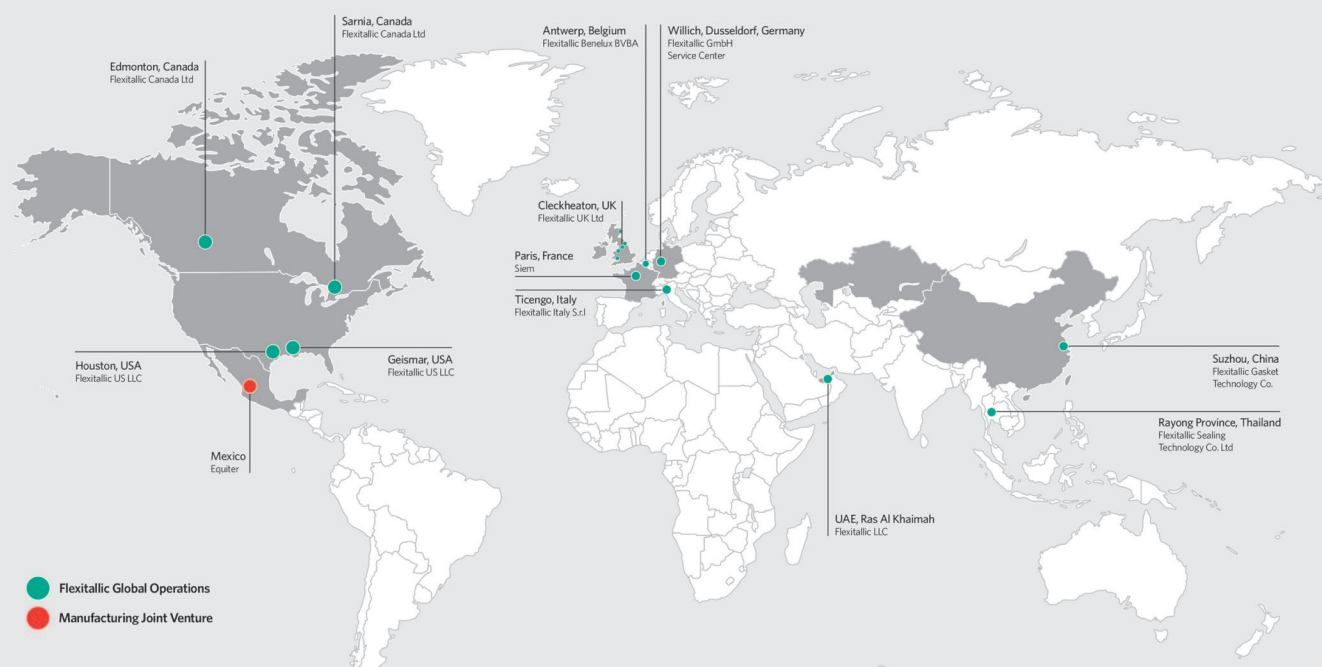 Sarnia, Canada
Flexitallic Canada Ltd
Edmonton, Canada
Flexitallic Canada Ltd
Antwerp, Belgium
Flexitallic Benelux BVBA
Willich, Dusseldorf, Germany
Flexitallic GmbH
Service Center
Cleckheaton, UK
Flexitallic UK Ltd
Paris, France
Siem
Ticengo, Italy
Flexitallic Italy S.r.l
Houston, USA
Flexitallic US LLC
Geismar, USA
Flexitallic US LLC
Mexico
Equiter
Suzhou, China
Flexitallic Gasket
Technology Co.
Rayong Province, Thailand
Flexitallic Sealing
Technology Co. Ltd
UAE, Ras Al Khaimah
Flexitallic LLC
Flexitallic Global Operations
Manufacturing Joint Venture